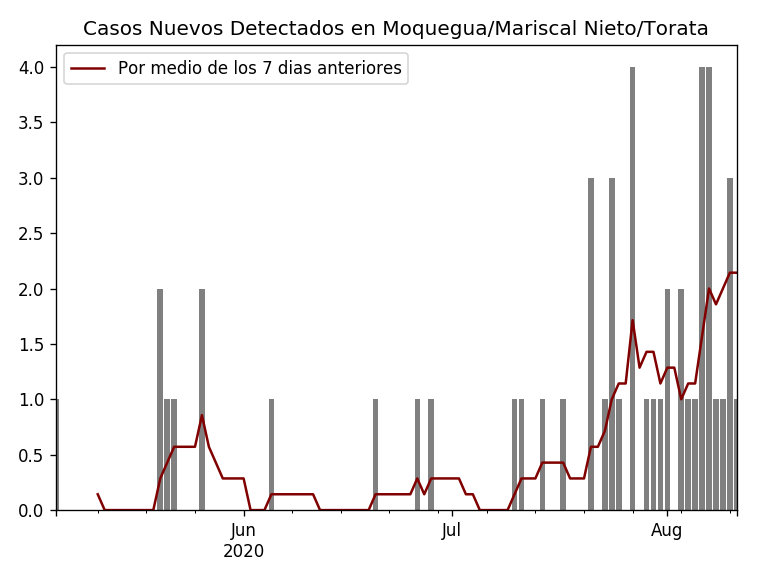 Casos Nuevos Detectados en Moquegua/Mariscal Nieto/Torata
Por medio de los 7 dias anteriores
4.0
3.5
3.0
2.5
2.0
1.5
1.0
0.5
0.0
Jun
2020
Jul
Aug